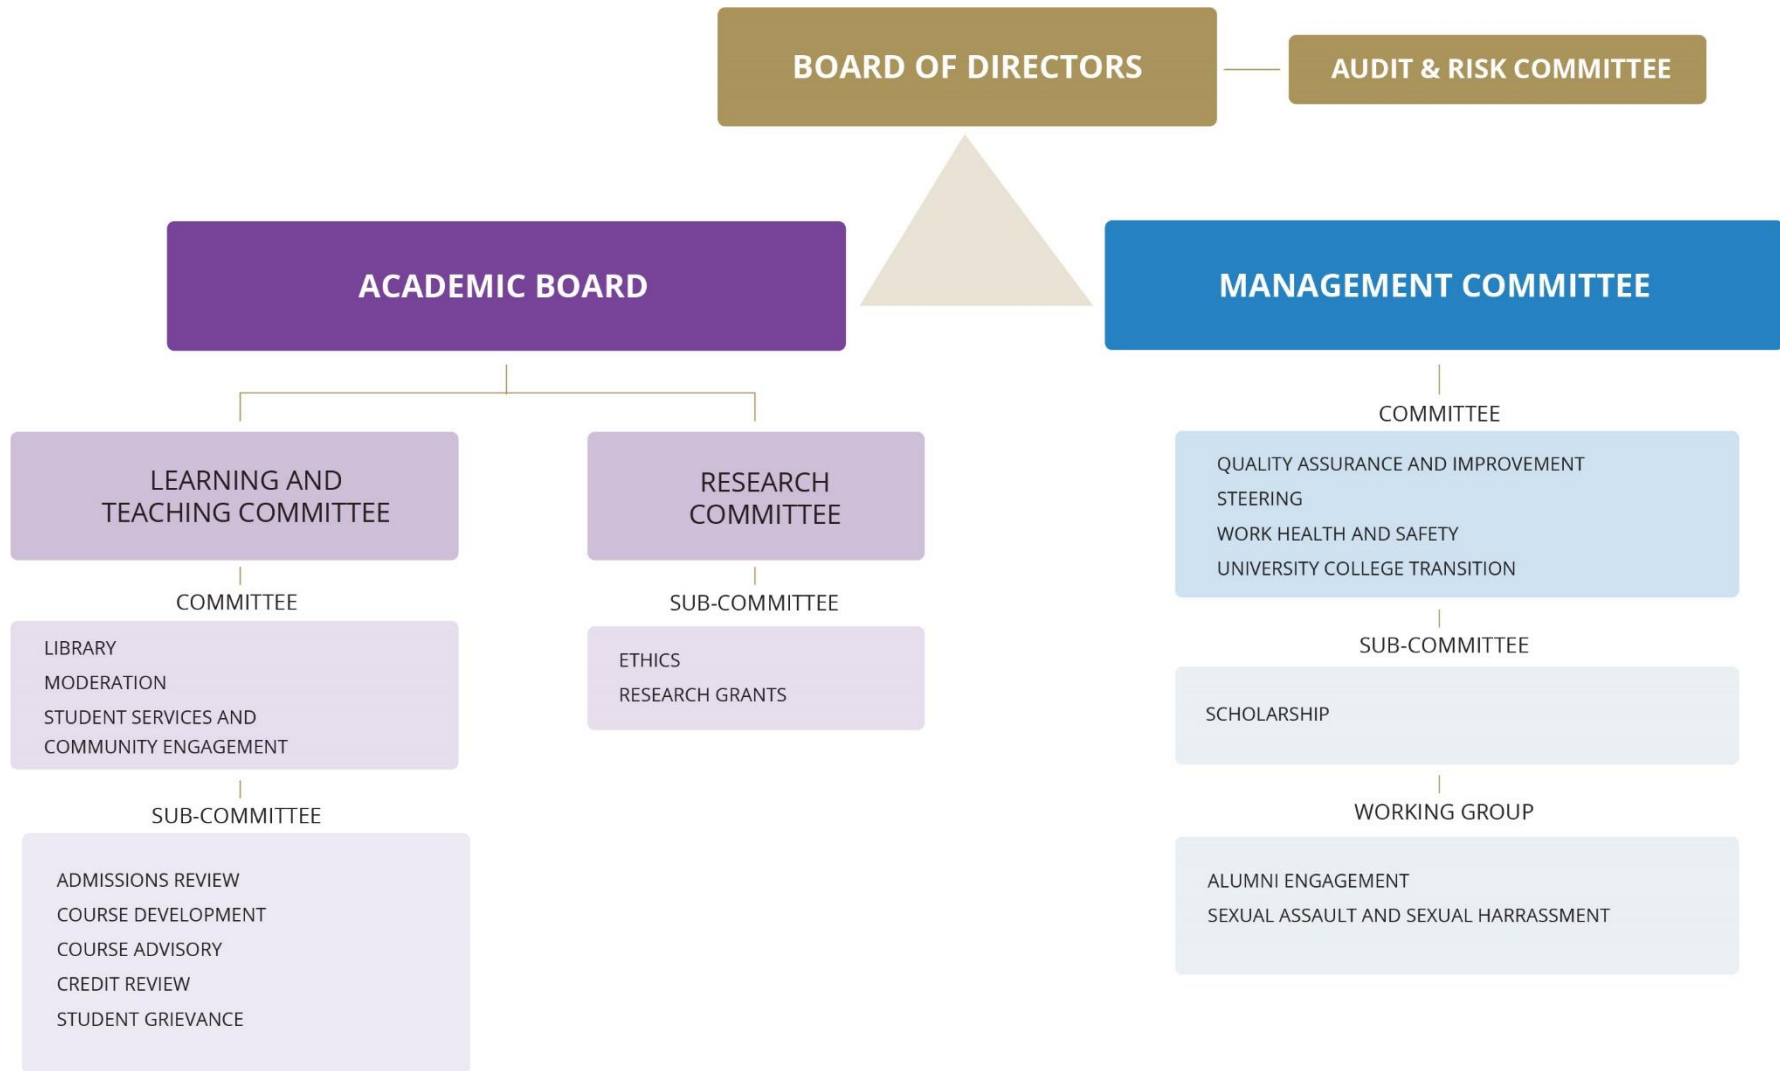 BOARD OF DIRECTORS
AUDIT & RISK COMMITTEE
ACADEMIC BOARD
MANAGEMENT COMMITTEE
LEARNING AND
TEACHING COMMITTEE
COMMITTEE
LIBRARY
MODERATION
STUDENT SERVICES AND
COMMUNITY ENGAGEMENT
SUB-COMMITTEE
ADMISSIONS REVIEW
COURSE DEVELOPMENT
COURSE ADVISORY
CREDIT REVIEW
STUDENT GRIEVANCE
RESEARCH
COMMITTEE
SUB-COMMITTEE
ETHICS
RESEARCH GRANTS
COMMITTEE
QUALITY ASSURANCE AND IMPROVEMENT
STEERING
WORK HEALTH AND SAFETY
UNIVERSITY COLLEGE TRANSITION
SUB-COMMITTEE
SCHOLARSHIP
WORKING GROUP
ALUMNI ENGAGEMENT
SEXUAL ASSAULT AND SEXUAL HARRASSMENT